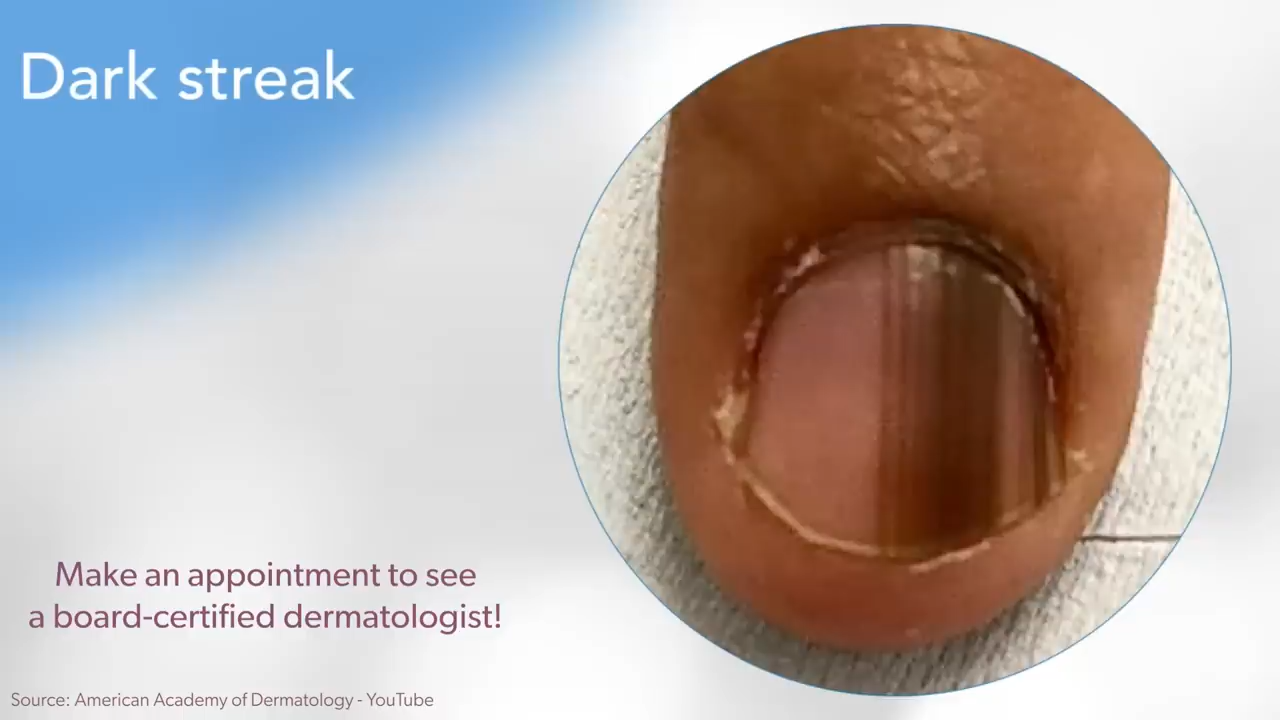 Dark streak
Make an appointment to see
a board-certified dermatologist!
Source: American Academy of Dermatology - YouTube